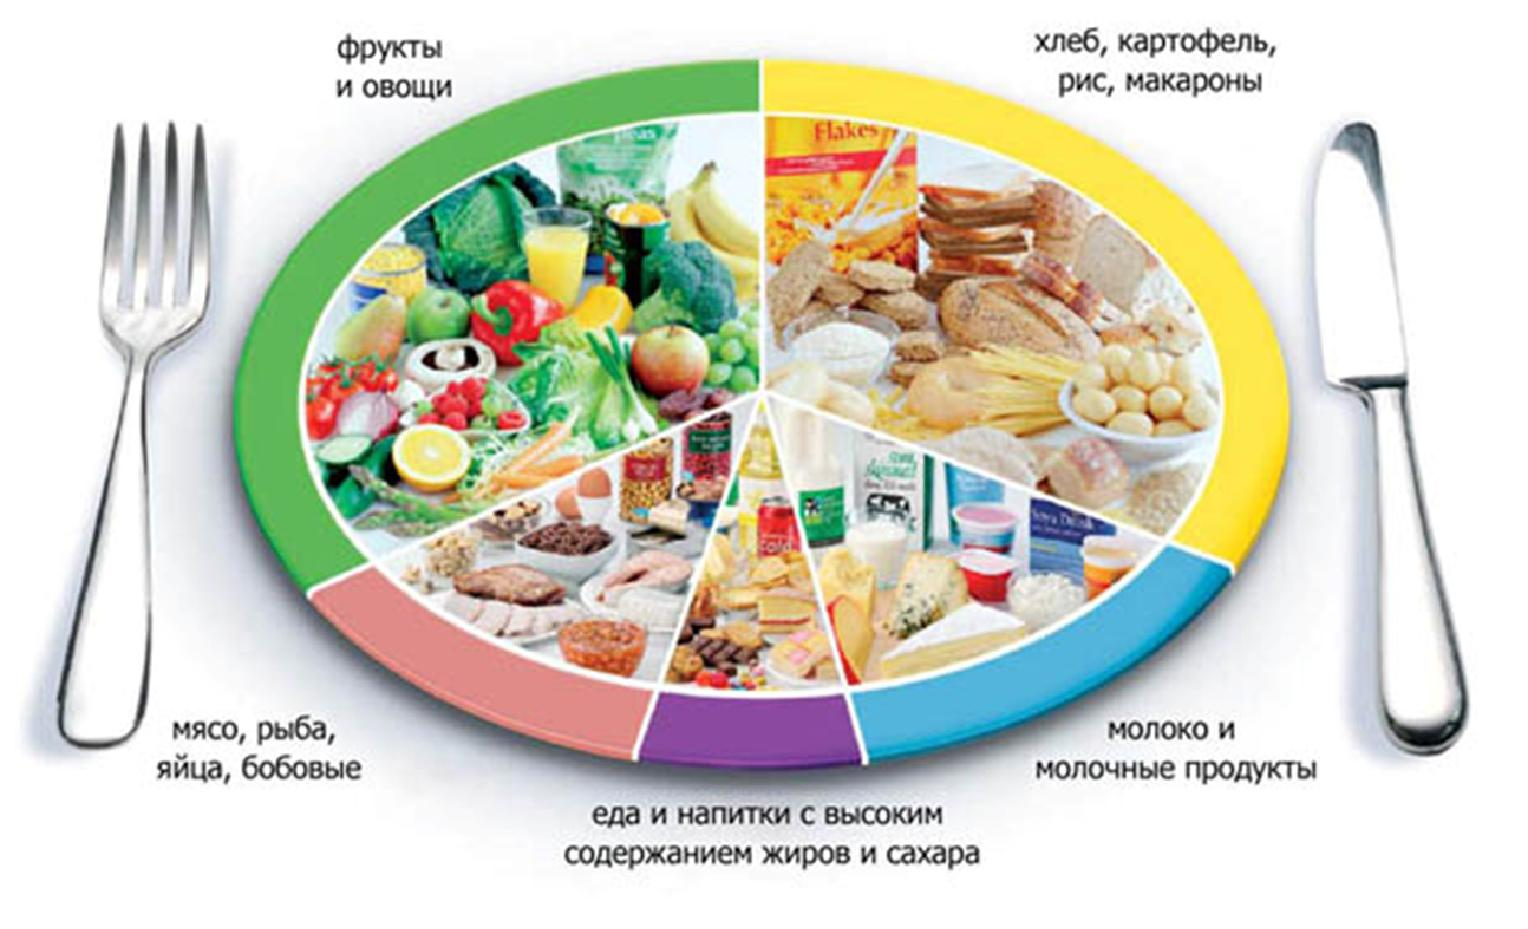 фрукты
и овощи
хлеб, картофель,
рис, макароны
Flakes
мясо, рыба,
яйца, бобовые
молоко и
молочные продукты
еда и напитки с высоким
содержанием жиров и сахара